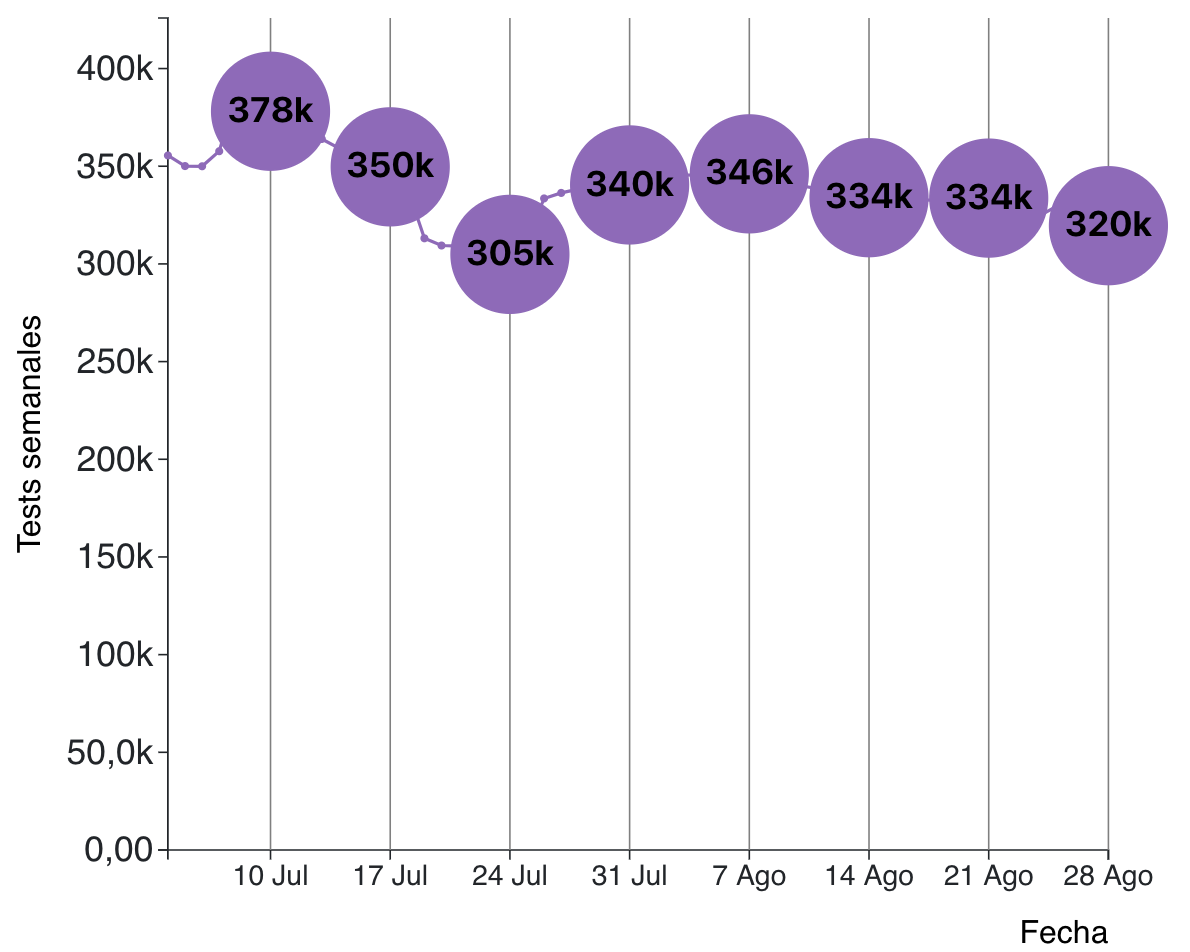 400k
350k
300k
250k
200k
150k
100k
50,0k
0,00
Tests semanales
378k
350k
305k
340k
346k
334k
334k
320k
10 Jul
17 Jul
24 Jul
31 Jul
7 Ago
14 Ago
21 Ago
28 Ago
Fecha